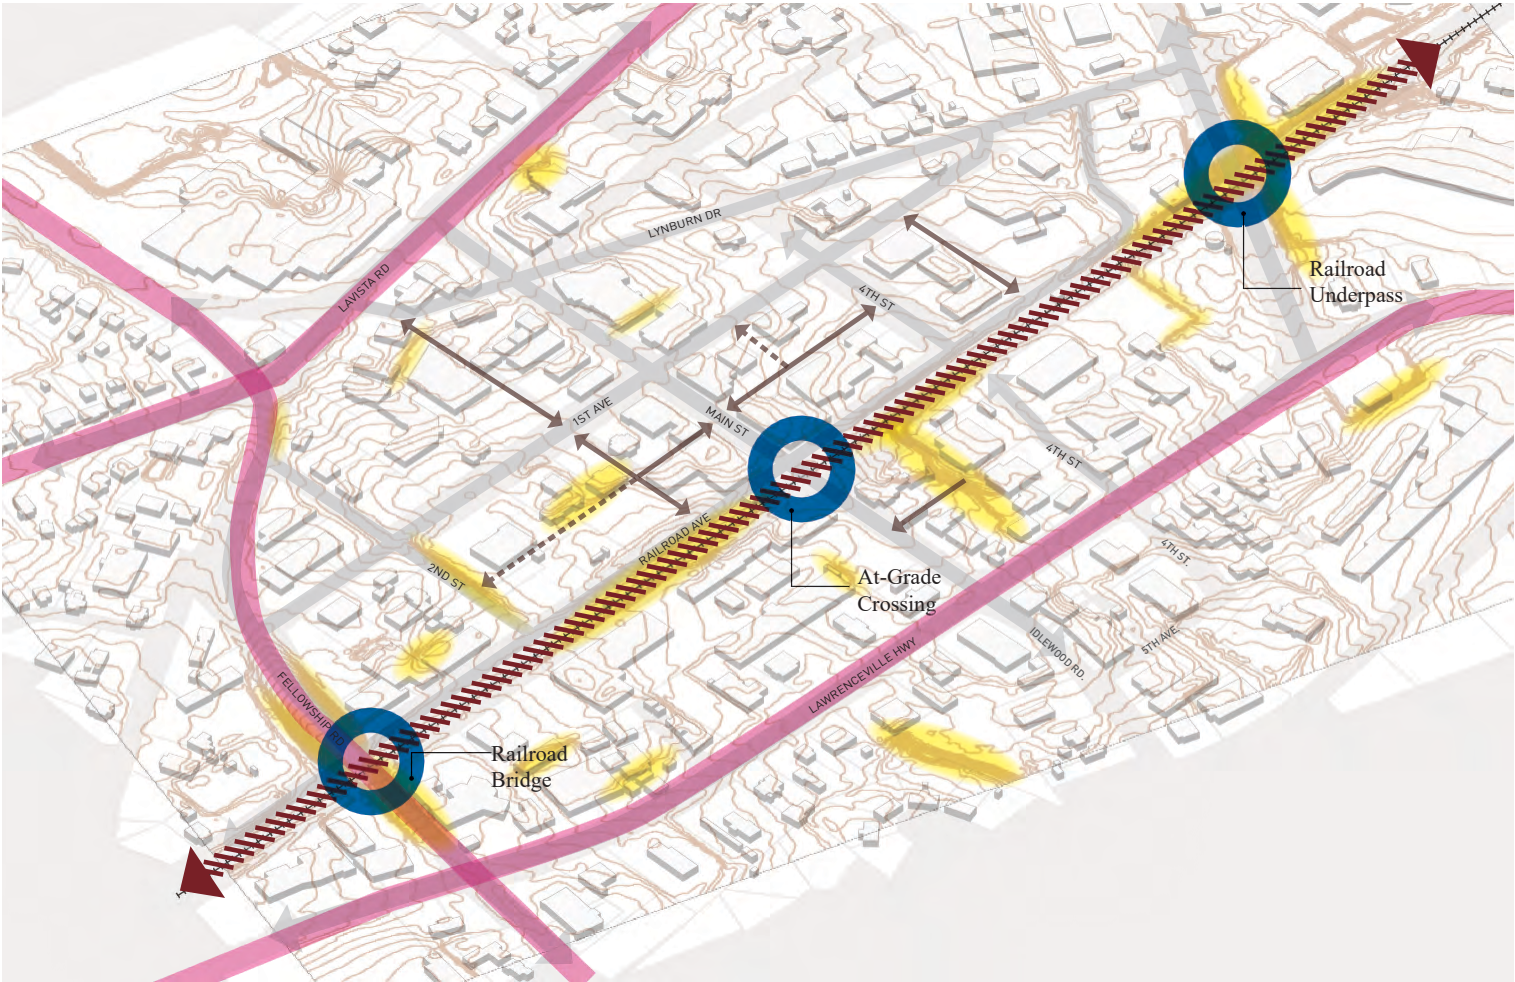 LYNBURN DR
LAVISTA RD
Railroad
Underpass
4TH ST
1ST AVE
MAIN ST
4TH ST
RAILROAD AVE
4TH ST.
2ND ST
At-Grade
Crossing
IDLEWOOD RD.
5TH AVE
LAWRENCEVILLE HWY
FELLOWSHIP RD
Railroad
Bridge